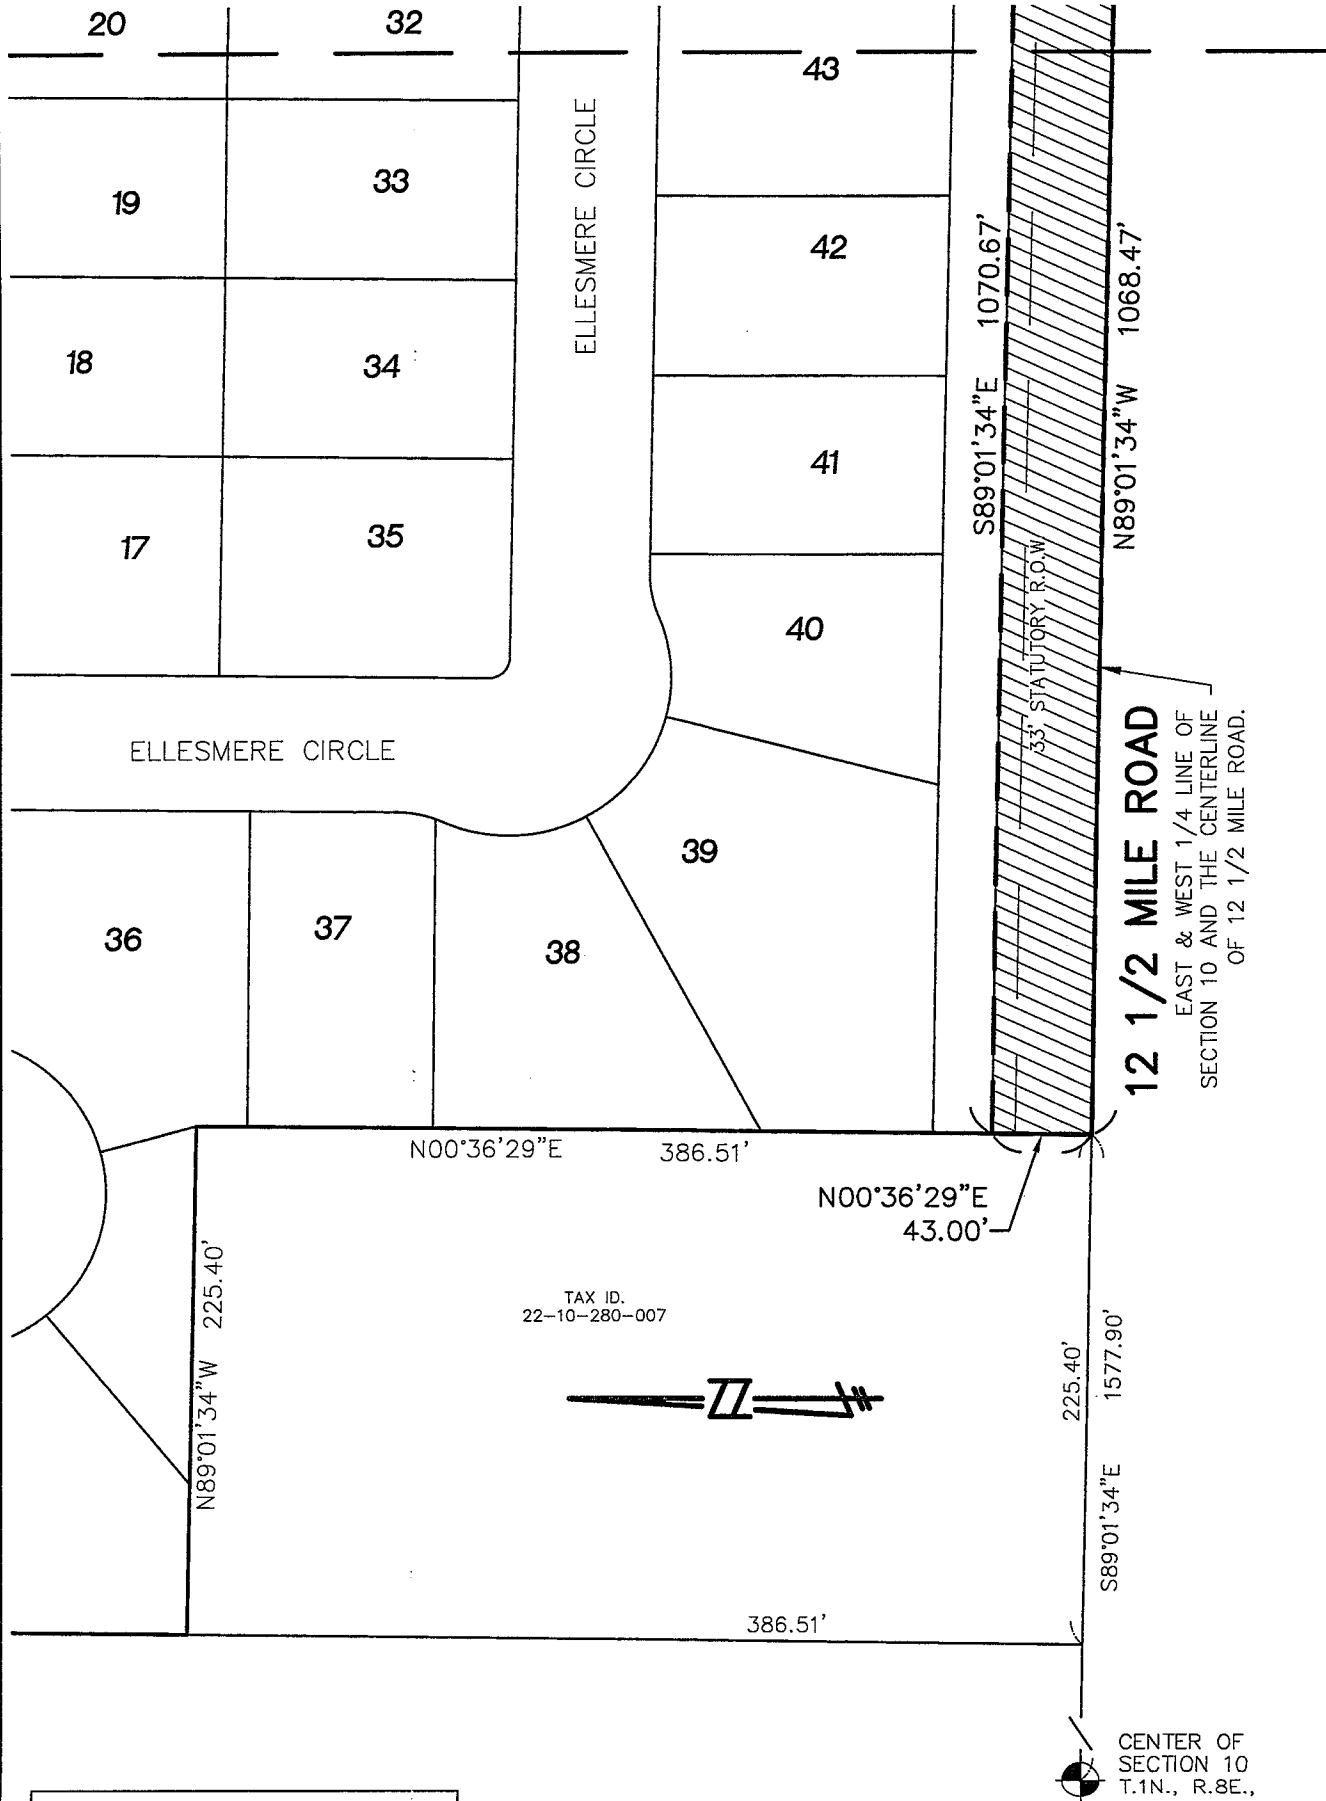 20
32
43
19
33
ELLESMERE CIRCLE
42
1070.67'
1068.47'
18
34
S89°01'34"E
N89°01'34"W
41
17
35
33' STATUTORY R.O.W.
40
ELLESMERE CIRCLE
12 1/2 MILE ROAD
EAST & WEST 1/4 LINE OF
SECTION 10 AND THE CENTERLINE
OF 12 1/2 MILE ROAD.
39
36
37
38
N00°36'29"E
386.51'
N00°36'29"E
43.00'
N89°01'34"W 225.40'
TAX ID.
22-10-280-007
225.40'
1577.90'
S89°01'34"E
386.51'
CENTER OF
SECTION 10
T.1N., R.8E.,